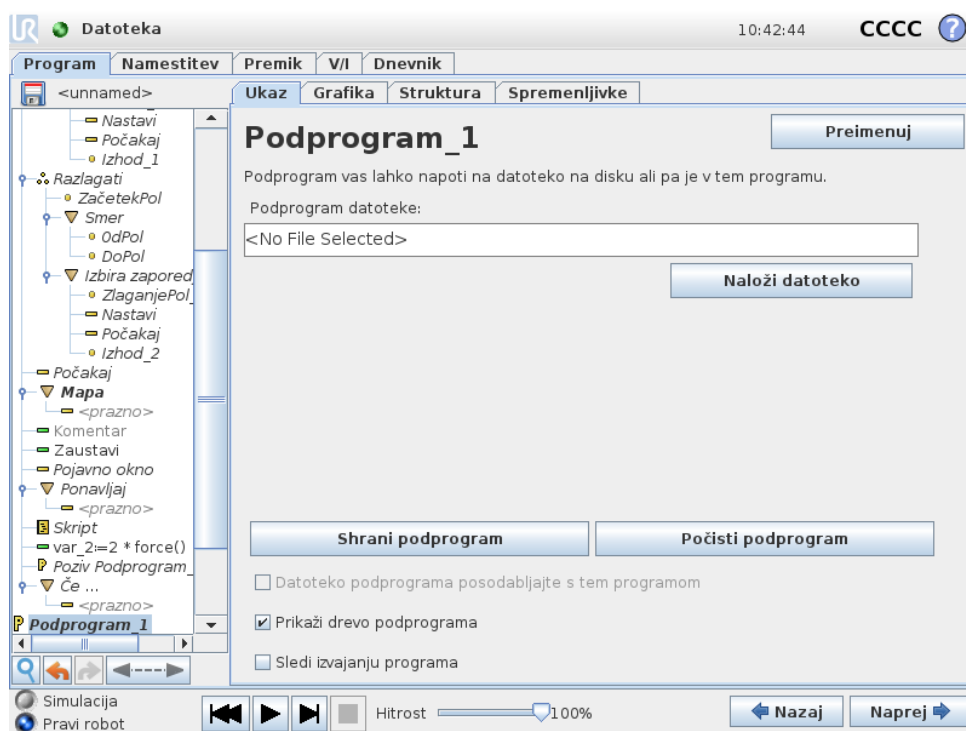 UR Datoteka 10:42:44 CCCC ?
Program Namestitev Premik V/I Dnevnik
<unnamed>
Ukaz Grafika Struktura Spremenljivke
Nastavi
Počakaj
Izhod_1
Razlagati
ZačetekPol
Smer
OdPol
DoPol
Izbira zapored
ZlaganjePol_
Nastavi
Počakaj
Izhod_2
Počakaj
Mapa
<prazno>
Komentar
Zaustavi
Pojavno okno
Ponavljaj
<prazno>
Skript
var_2:=2 * force()
P Poziv Podprogram_
Če ...
<prazno>
P Podprogram_1
Podprogram_1
Preimenuj
Podprogram vas lahko napoti na datoteko na disku ali pa je v tem programu.
Podprogram datoteke:
<No File Selected>
Naloži datoteko
Shrani podprogram Počisti podprogram
Datoteko podprograma posodabljajte s tem programom
Prikaži drevo podprograma
Sledi izvajanju programa
Simulacija
Pravi robot
Hitrost 100%
Nazaj Naprej